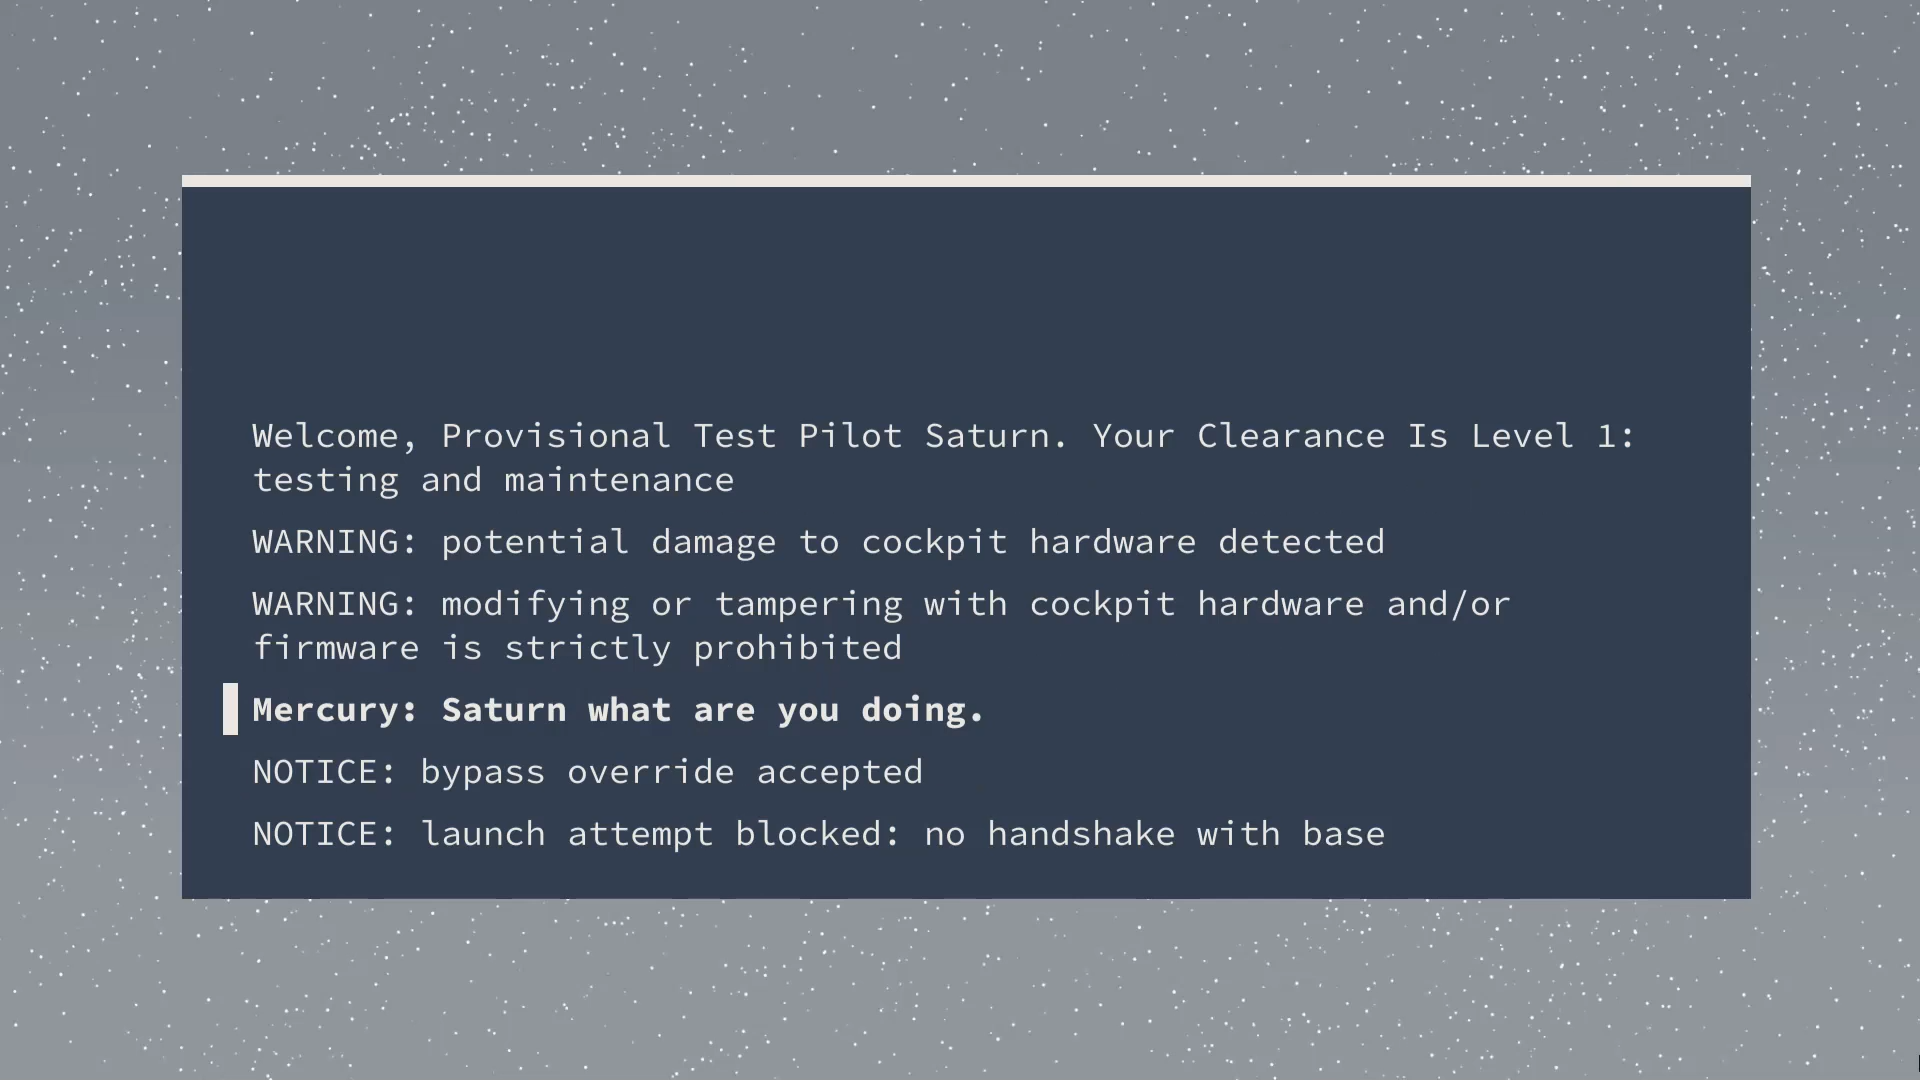 Welcome, Provisional Test Pilot Saturn. Your Clearance Is Level 1:
testing and maintenance
WARNING: potential damage to cockpit hardware detected
WARNING: modifying or tampering with cockpit hardware and/or
firmware is strictly prohibited
Mercury: Saturn what are you doing.
NOTICE: bypass override accepted
NOTICE: launch attempt blocked: no handshake with base